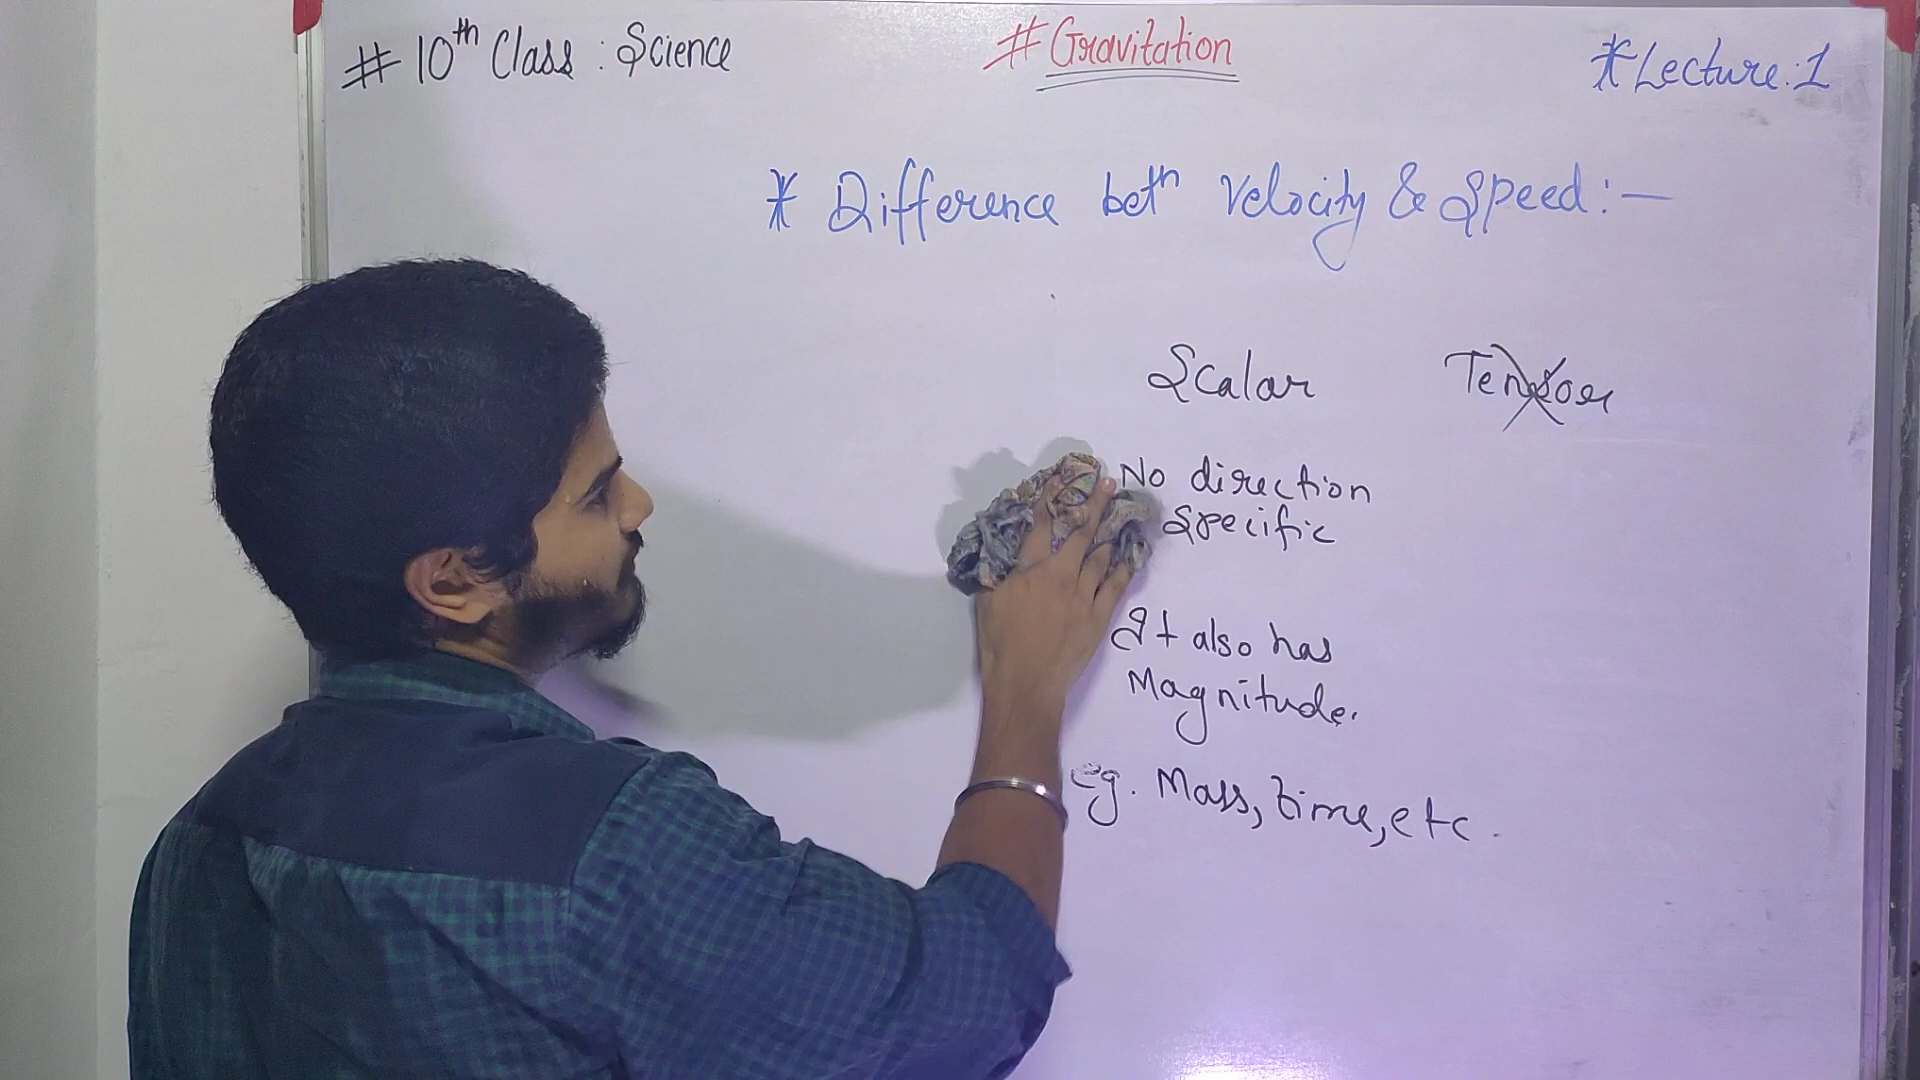 # 10th Class : Science
# Gravitation
* Lecture : 1
* Difference betn Velocity & Speed : —
Scalar
Tensor
No direction
specific
It also has
Magnitude.
eg. Mass, time, etc.